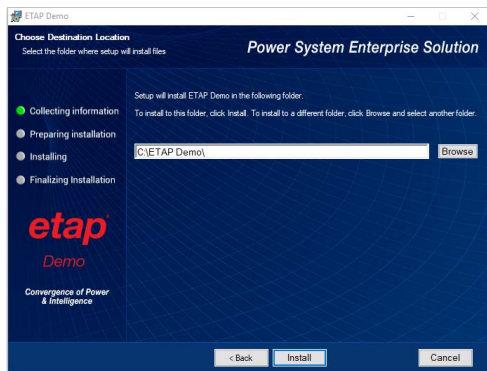 ETAP Demo
Choose Destination Location
Select the folder where setup will install files
Power System Enterprise Solution
Setup will install ETAP Demo in the following folder.
To install to this folder, click Install. To install to a different folder, click Browse and select another folder.
Collecting information
Preparing installation
Installing
Finalizing Installation
C:\ETAP Demo\
Browse
etap
Demo
Convergence of Power
& Intelligence
< Back
Install
Cancel